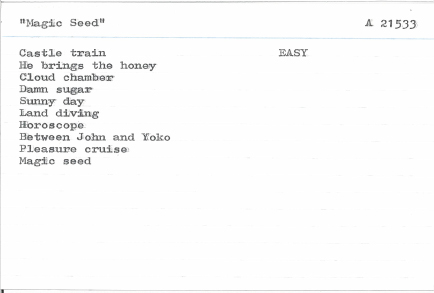 "Magic Seed" A 21533
Castle train EASY
He brings the honey
Cloud chamber
Damn sugar
Sunny day
Land diving
Horoscope
Between John and Yoko
Pleasure cruise
Magic seed